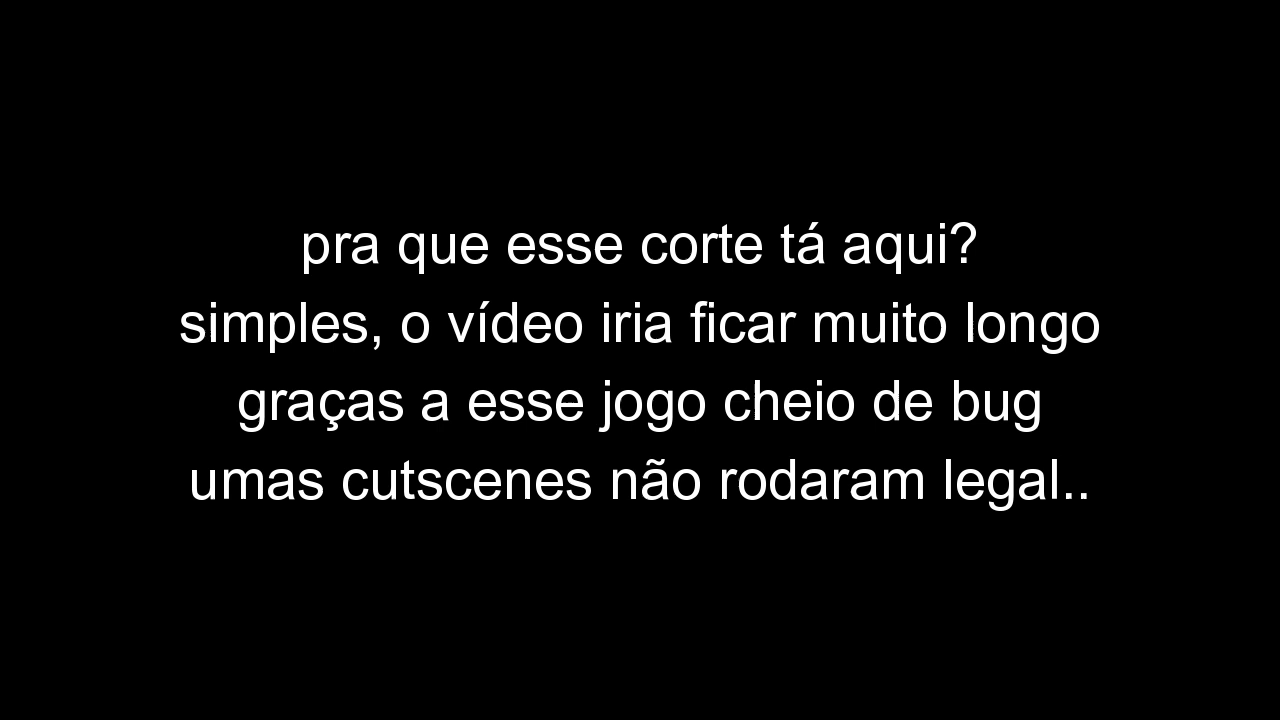 pra que esse corte tá aqui?
simples, o vídeo iria ficar muito longo
graças a esse jogo cheio de bug
umas cutscenes não rodaram legal..